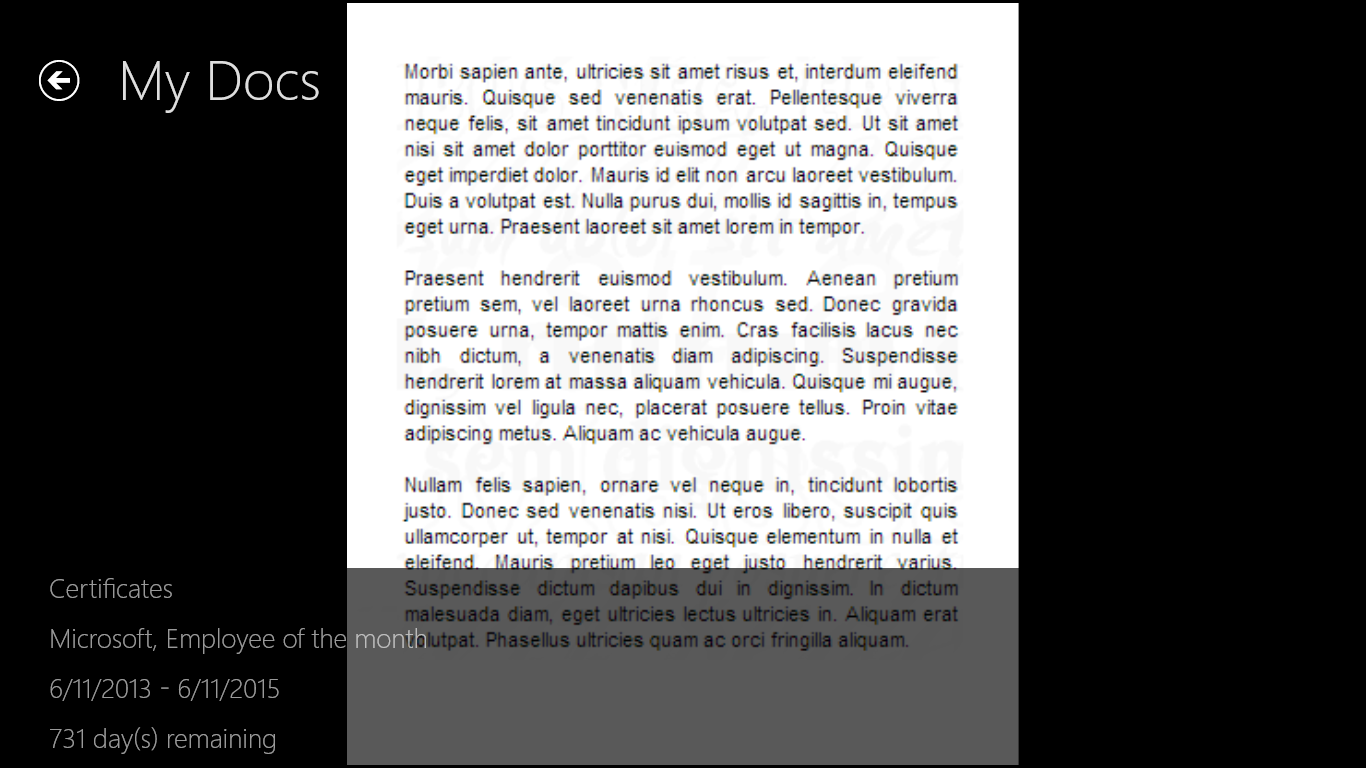 My Docs
Morbi sapien ante, ultricies sit amet risus et, interdum eleifend
mauris. Quisque sed venenatis erat. Pellentesque viverra
neque felis, sit amet tincidunt ipsum volutpat sed. Ut sit amet
nisi sit amet dolor porttitor euismod eget ut magna. Quisque
eget imperdiet dolor. Mauris id elit non arcu laoreet vestibulum.
Duis a volutpat est. Nulla purus dui, mollis id sagittis in, tempus
eget urna. Praesent laoreet sit amet lorem in tempor.
Praesent hendrerit euismod vestibulum. Aenean pretium
pretium sem, vel laoreet urna rhoncus sed. Donec gravida
posuere urna, tempor mattis enim. Cras facilisis lacus nec
nibh dictum, a venenatis diam adipiscing. Suspendisse
hendrerit lorem at massa aliquam vehicula. Quisque mi augue,
dignissim vel ligula nec, placerat posuere tellus. Proin vitae
adipiscing metus. Aliquam ac vehicula augue.
Nullam felis sapien, ornare vel neque in, tincidunt lobortis
justo. Donec sed venenatis nisi. Ut eros libero, suscipit quis
ullamcorper ut, tempor at nisi. Quisque elementum in nulla et
eleifend. Mauris pretium leo eget justo hendrerit varius.
Suspendisse dictum dapibus dui in dignissim. In dictum
malesuada diam, eget ultricies lectus ultricies in. Aliquam erat
volutpat. Phasellus ultricies quam ac orci fringilla aliquam.
Certificates
Microsoft, Employee of the month
6/11/2013 - 6/11/2015
731 day(s) remaining